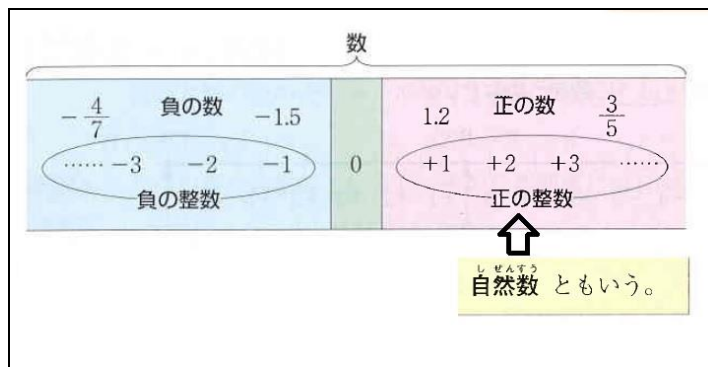 数
−4/7 負の数 −1.5 1.2 正の数 3/5
…… −3 −2 −1 0 +1 +2 +3 ……
負の整数 正の整数
しぜんすう
自然数 ともいう。